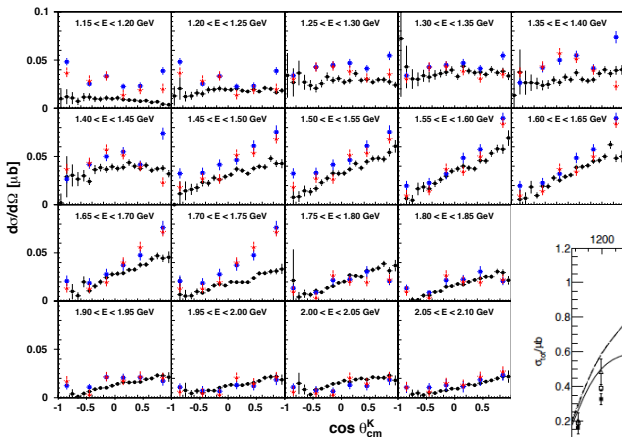 1.15 < E < 1.20 GeV 1.20 < E < 1.25 GeV 1.25 < E < 1.30 GeV 1.30 < E < 1.35 GeV 1.35 < E < 1.40 GeV
0.1
0.05
0
1.40 < E < 1.45 GeV 1.45 < E < 1.50 GeV 1.50 < E < 1.55 GeV 1.55 < E < 1.60 GeV 1.60 < E < 1.65 GeV
0.05
0
1.65 < E < 1.70 GeV 1.70 < E < 1.75 GeV 1.75 < E < 1.80 GeV 1.80 < E < 1.85 GeV
0.05
0
1.90 < E < 1.95 GeV 1.95 < E < 2.00 GeV 2.00 < E < 2.05 GeV 2.05 < E < 2.10 GeV
0.05
0
-1 -0.5 0 0.5 -1 -0.5 0 0.5 -1 -0.5 0 0.5 -1 -0.5 0 0.5 1
dσ/dΩ [μb]
cos θ^K_cm
1200
1.2
1
0.8
0.6
0.4
0.2
σtot/μb